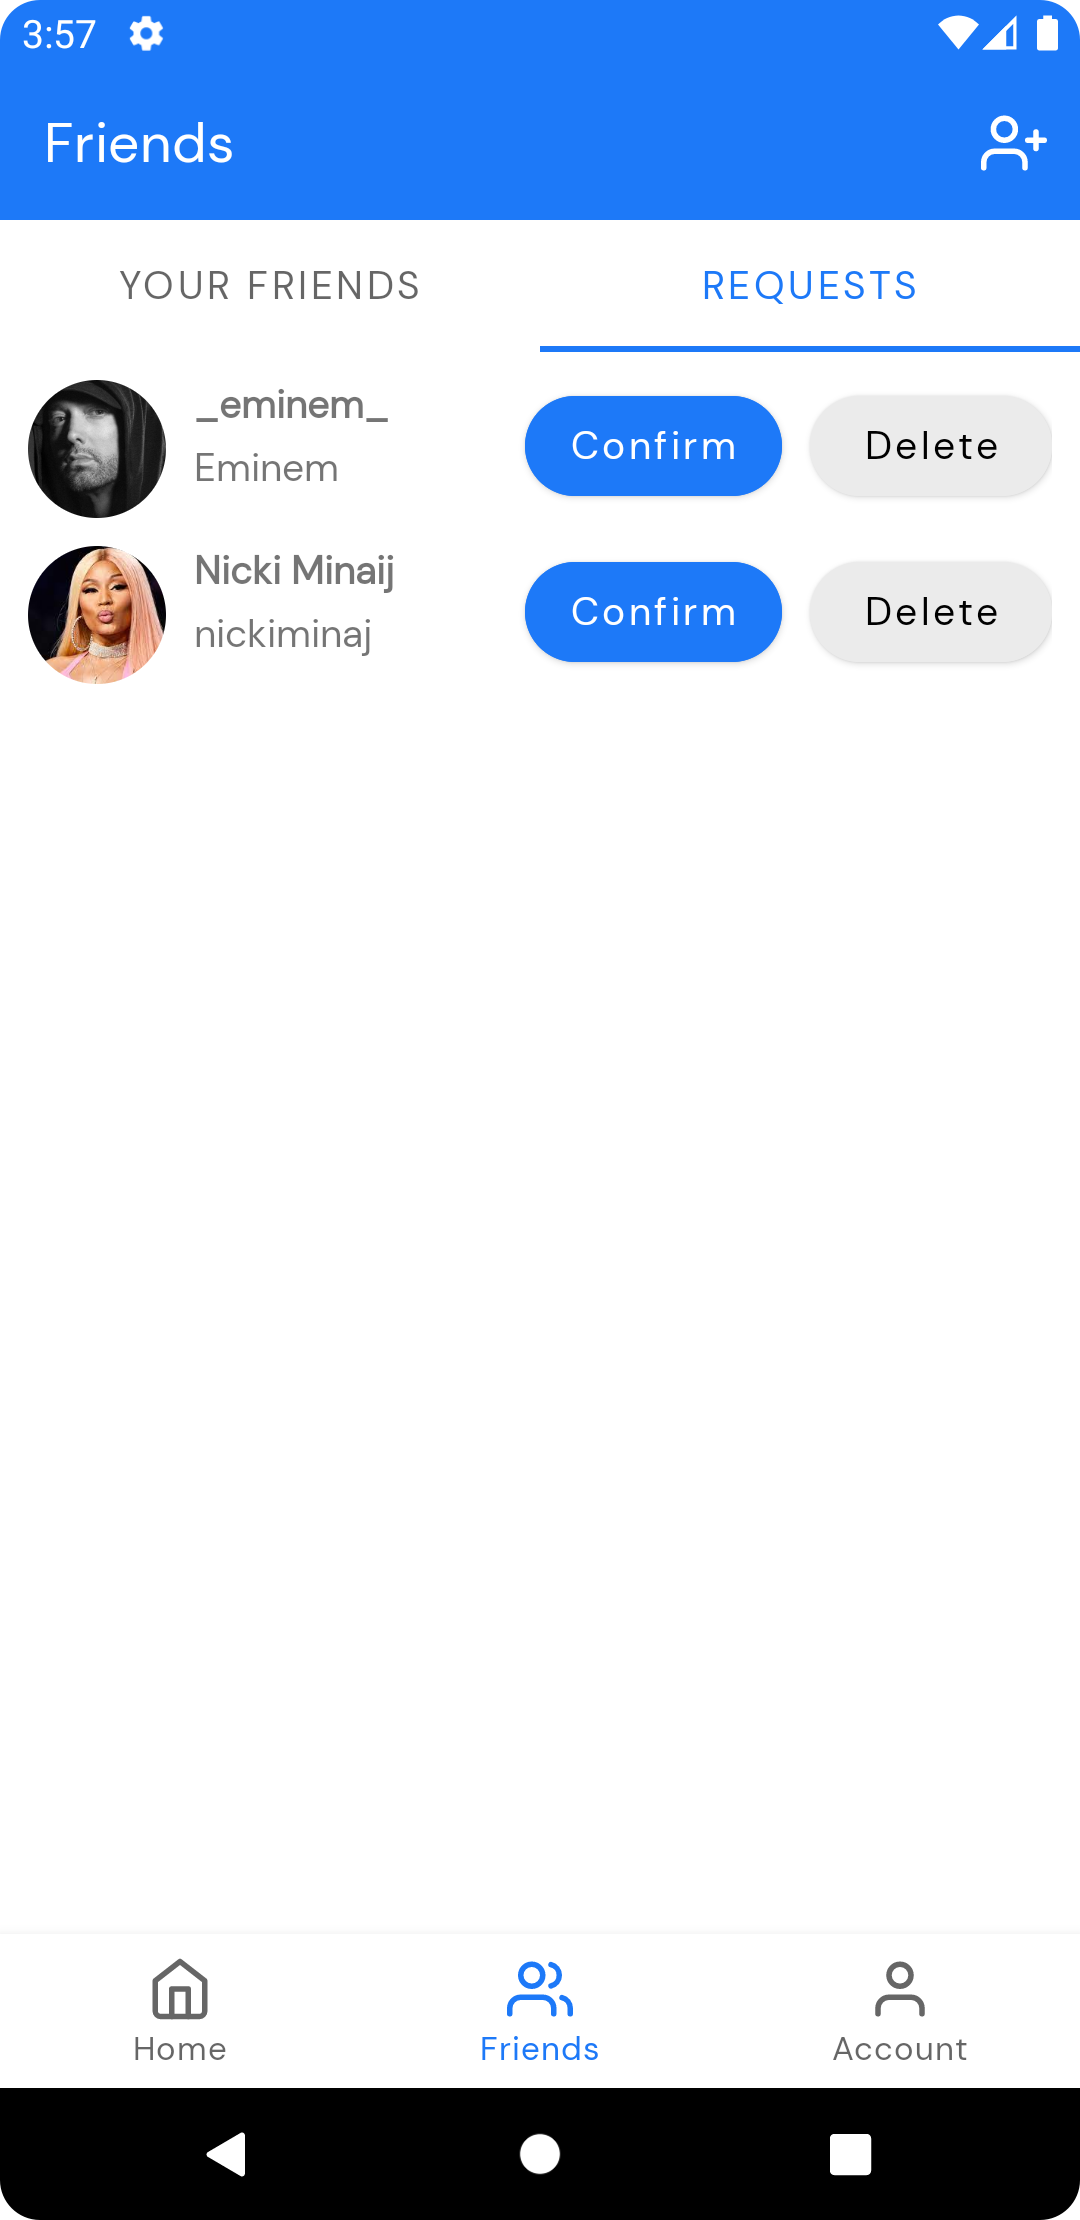 3:57
Friends
YOUR FRIENDS REQUESTS
_eminem_
Eminem
Confirm Delete
Nicki Minaij
nickiminaj
Confirm Delete
Home Friends Account